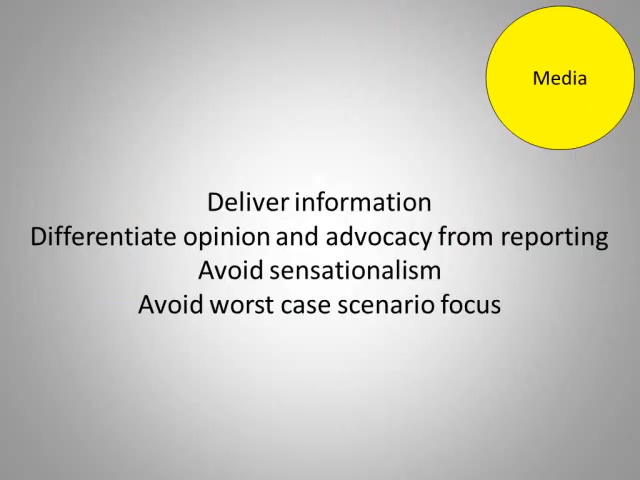 Media
Deliver information
Differentiate opinion and advocacy from reporting
Avoid sensationalism
Avoid worst case scenario focus